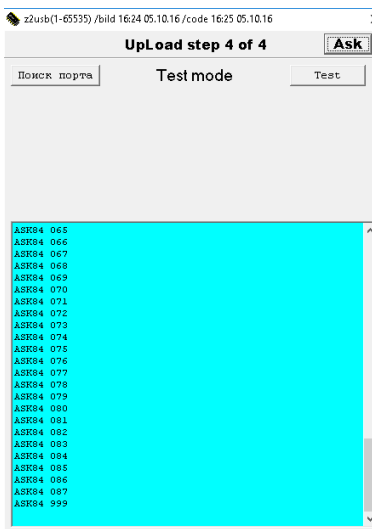 z2usb(1-65535) /bild 16:24 05.10.16 /code 16:25 05.10.16
UpLoad step 4 of 4 Ask
Поиск порта Test mode Test
ASK84 065
ASK84 066
ASK84 067
ASK84 068
ASK84 069
ASK84 070
ASK84 071
ASK84 072
ASK84 073
ASK84 074
ASK84 075
ASK84 076
ASK84 077
ASK84 078
ASK84 079
ASK84 080
ASK84 081
ASK84 082
ASK84 083
ASK84 084
ASK84 085
ASK84 086
ASK84 087
ASK84 999